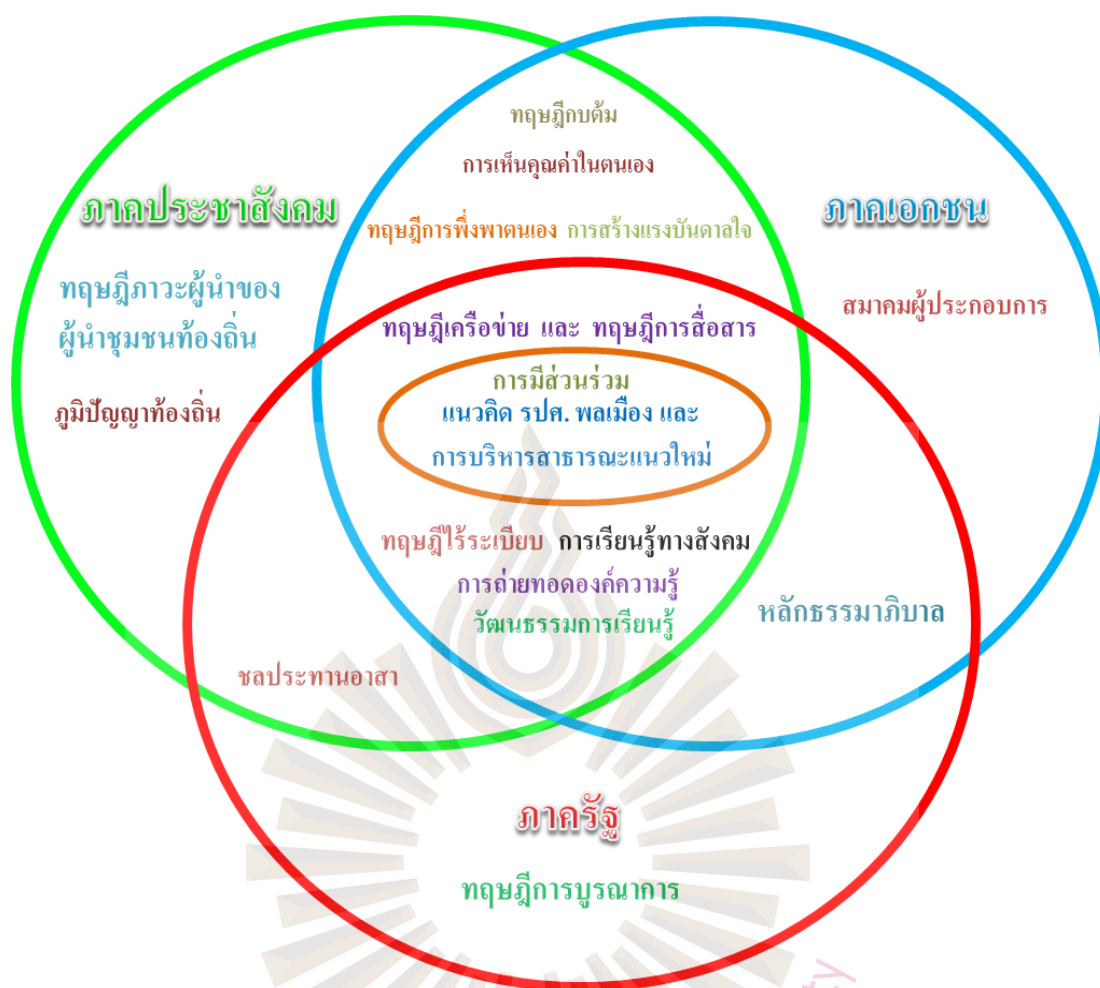 ทฤษฎีกบต้ม
การเห็นคุณค่าในตนเอง
ภาคประชาสังคม
ภาคเอกชน
ทฤษฎีการพึ่งพาตนเอง การสร้างแรงบันดาลใจ
ทฤษฎีภาวะผู้นำของ
ผู้นำชุมชนท้องถิ่น
สมาคมผู้ประกอบการ
ทฤษฎีเครือข่าย และ ทฤษฎีการสื่อสาร
ภูมิปัญญาท้องถิ่น
การมีส่วนร่วม
แนวคิด รปศ. พลเมือง และ
การบริหารสาธารณะแนวใหม่
ทฤษฎีไร้ระเบียบ การเรียนรู้ทางสังคม
การถ่ายทอดองค์ความรู้
วัฒนธรรมการเรียนรู้
หลักธรรมาภิบาล
ชลประทานอาสา
ภาครัฐ
ทฤษฎีการบูรณาการ